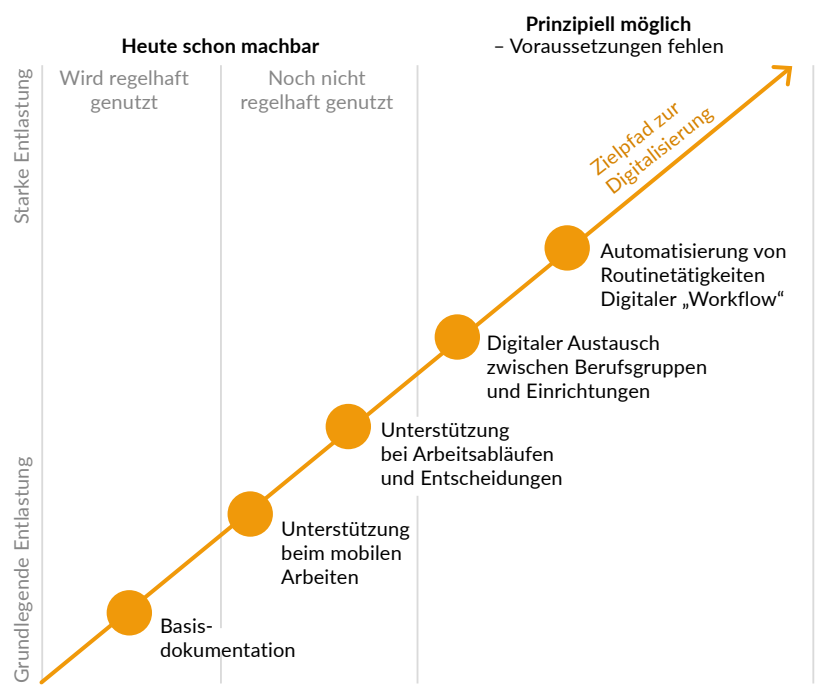 Heute schon machbar
Prinzipiell möglich
– Voraussetzungen fehlen
Wird regelhaft
genutzt
Noch nicht
regelhaft genutzt
Starke Entlastung
Grundlegende Entlastung
Zielpfad zur
Digitalisierung
Automatisierung von
Routinetätigkeiten
Digitaler „Workflow“
Digitaler Austausch
zwischen Berufsgruppen
und Einrichtungen
Unterstützung
bei Arbeitsabläufen
und Entscheidungen
Unterstützung
beim mobilen
Arbeiten
Basis-
dokumentation